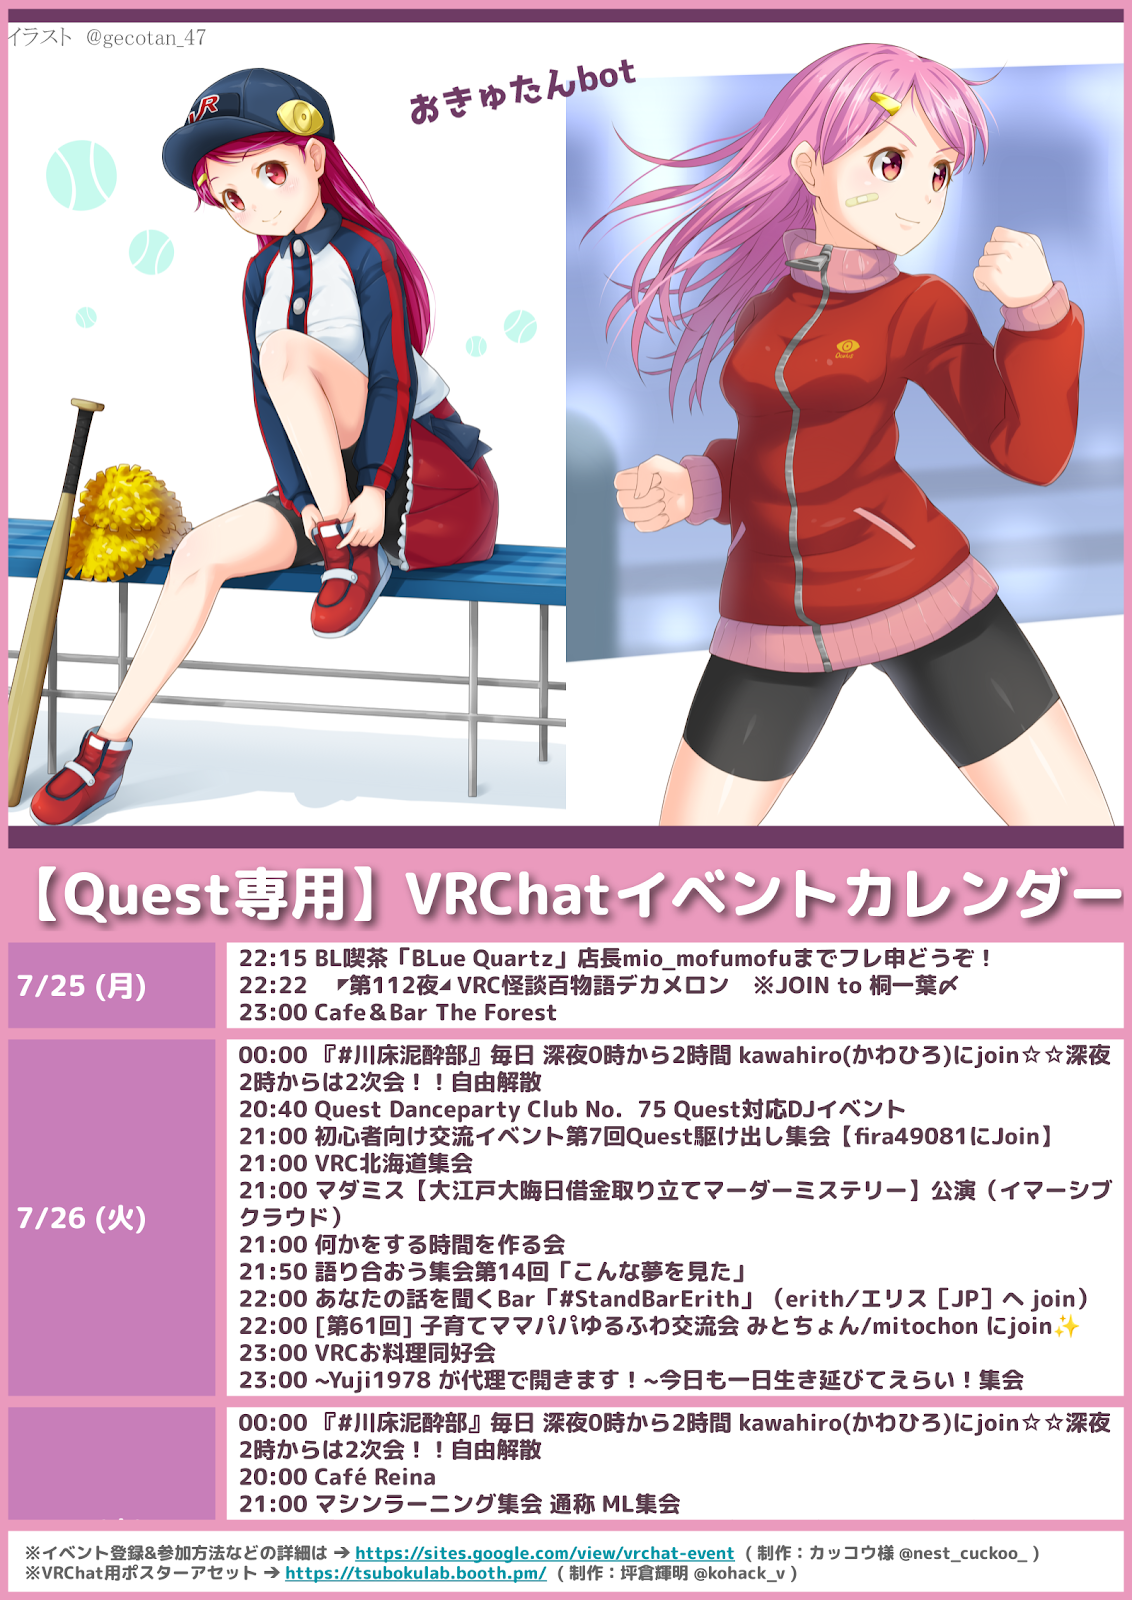 イラスト @gecotan_47
おきゅたんbot
VR
Quest
【Quest専用】VRChatイベントカレンダー
7/25 (月)
22:15 BL喫茶「BLue Quartz」店長mio_mofumofuまでフレ申どうぞ！
22:22 ◤第112夜◢ VRC怪談百物語デカメロン ※JOIN to 桐一葉〆
23:00 Cafe＆Bar The Forest
7/26 (火)
00:00 『#川床泥酔部』毎日 深夜0時から2時間 kawahiro(かわひろ)にjoin☆☆深夜
2時からは2次会！！自由解散
20:40 Quest Danceparty Club No．75 Quest対応DJイベント
21:00 初心者向け交流イベント第7回Quest駆け出し集会【fira49081にJoin】
21:00 VRC北海道集会
21:00 マダミス【大江戸大晦日借金取り立てマーダーミステリー】公演（イマーシブ
クラウド）
21:00 何かをする時間を作る会
21:50 語り合おう集会第14回「こんな夢を見た」
22:00 あなたの話を聞くBar「#StandBarErith」（erith/エリス［JP］へ join）
22:00 [第61回] 子育てママパパゆるふわ交流会 みとちょん/mitochon にjoin✨
23:00 VRCお料理同好会
23:00 ~Yuji1978 が代理で開きます！~今日も一日生き延びてえらい！集会
00:00 『#川床泥酔部』毎日 深夜0時から2時間 kawahiro(かわひろ)にjoin☆☆深夜
2時からは2次会！！自由解散
20:00 Café Reina
21:00 マシンラーニング集会 通称 ML集会
※イベント登録&参加方法などの詳細は ➔ https://sites.google.com/view/vrchat-event （ 制作：カッコウ様 @nest_cuckoo_ ）
※VRChat用ポスターアセット ➔ https://tsubokulab.booth.pm/ （ 制作：坪倉輝明 @kohack_v ）